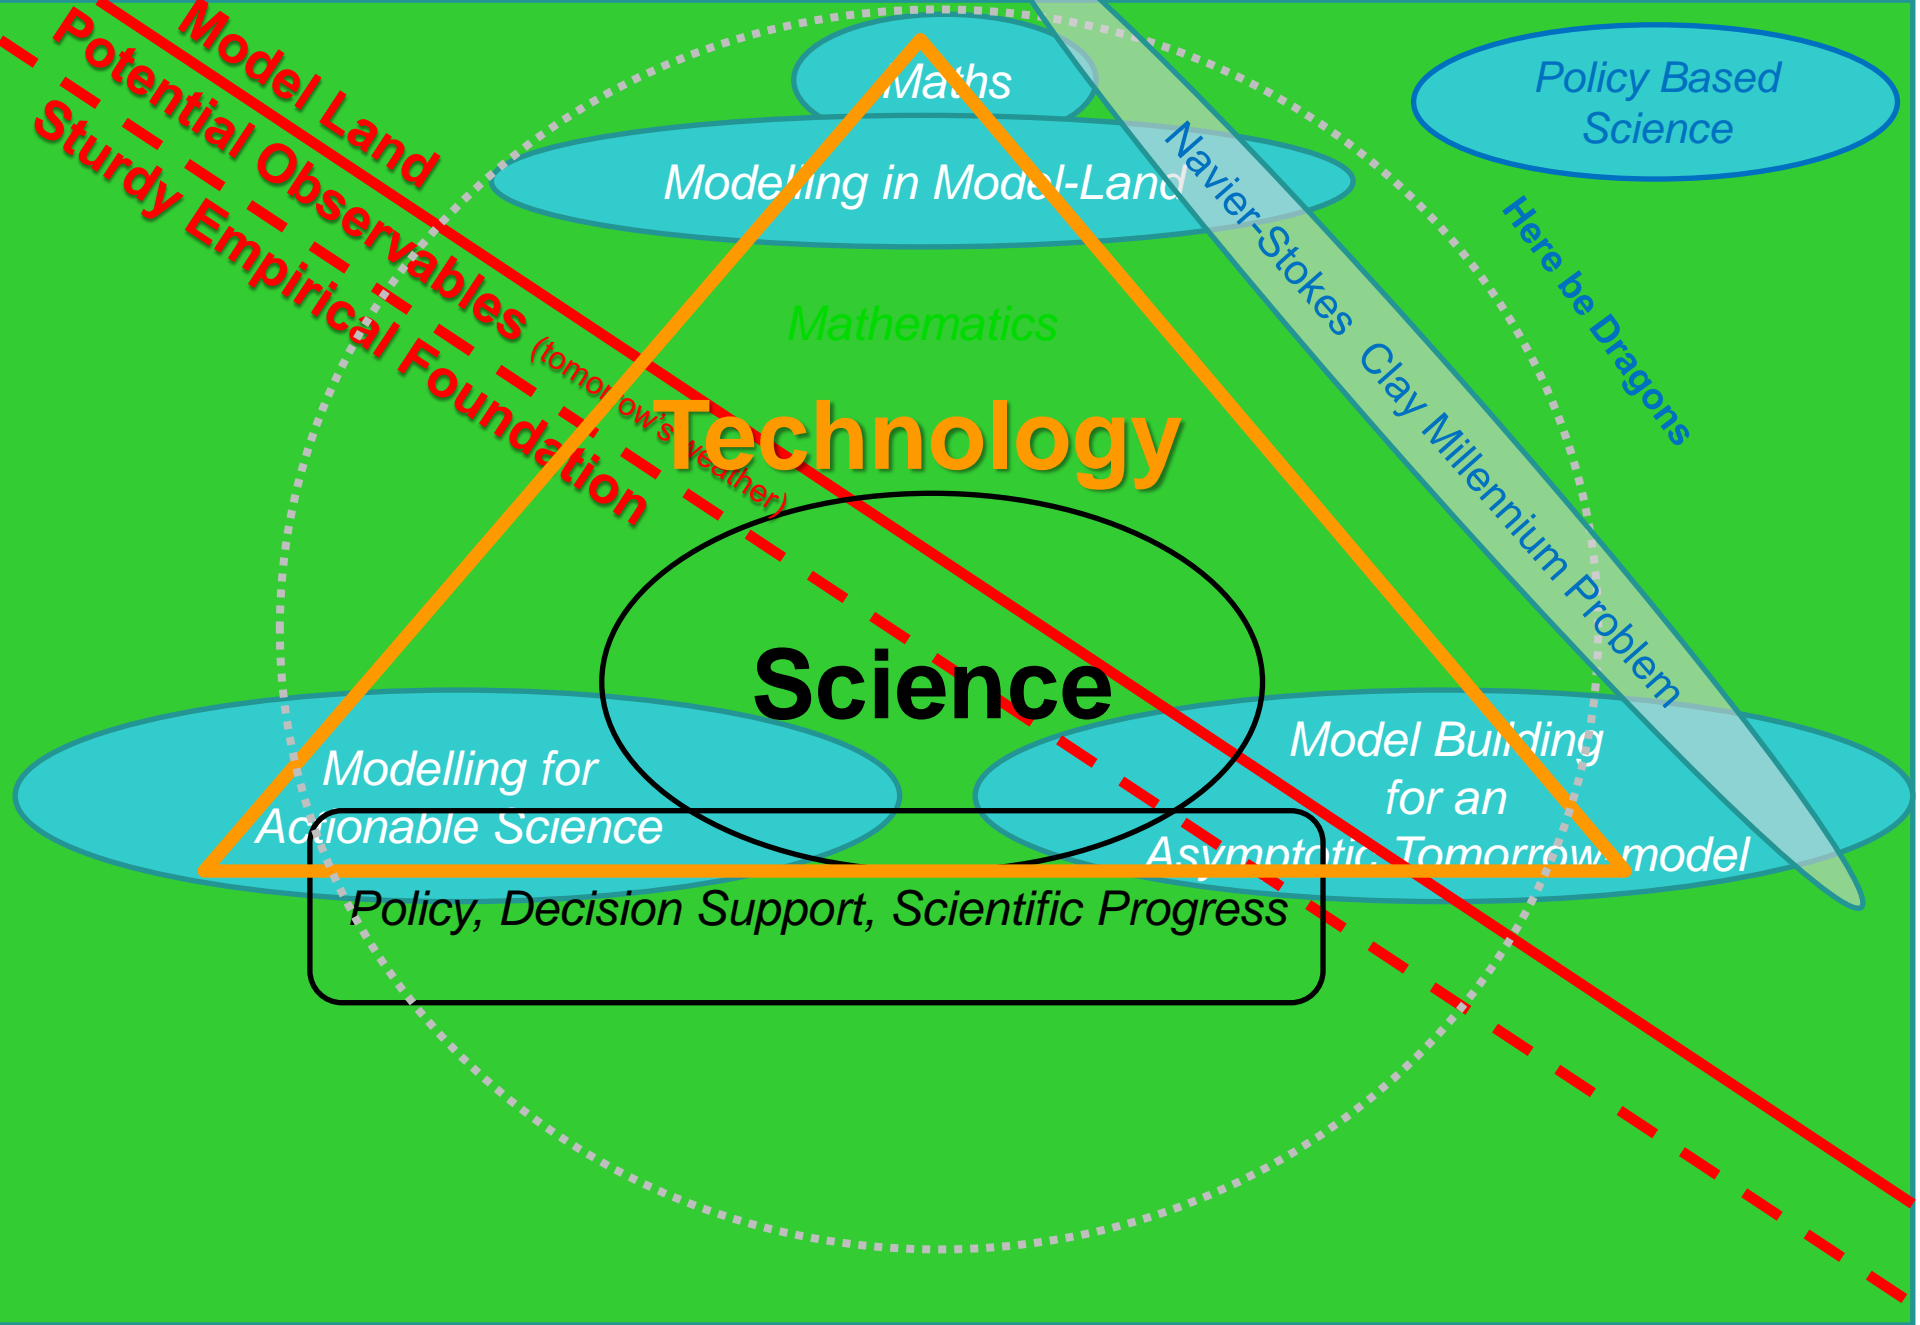 Model Land
Potential Observables (tomorrow's weather)
Sturdy Empirical Foundation
Maths
Modelling in Model-Land
Policy Based
Science
Navier-Stokes Clay Millennium Problem
Here be Dragons
Mathematics
Technology
Science
Modelling for
Actionable Science
Model Building
for an
Asymptotic Tomorrow-model
Policy, Decision Support, Scientific Progress